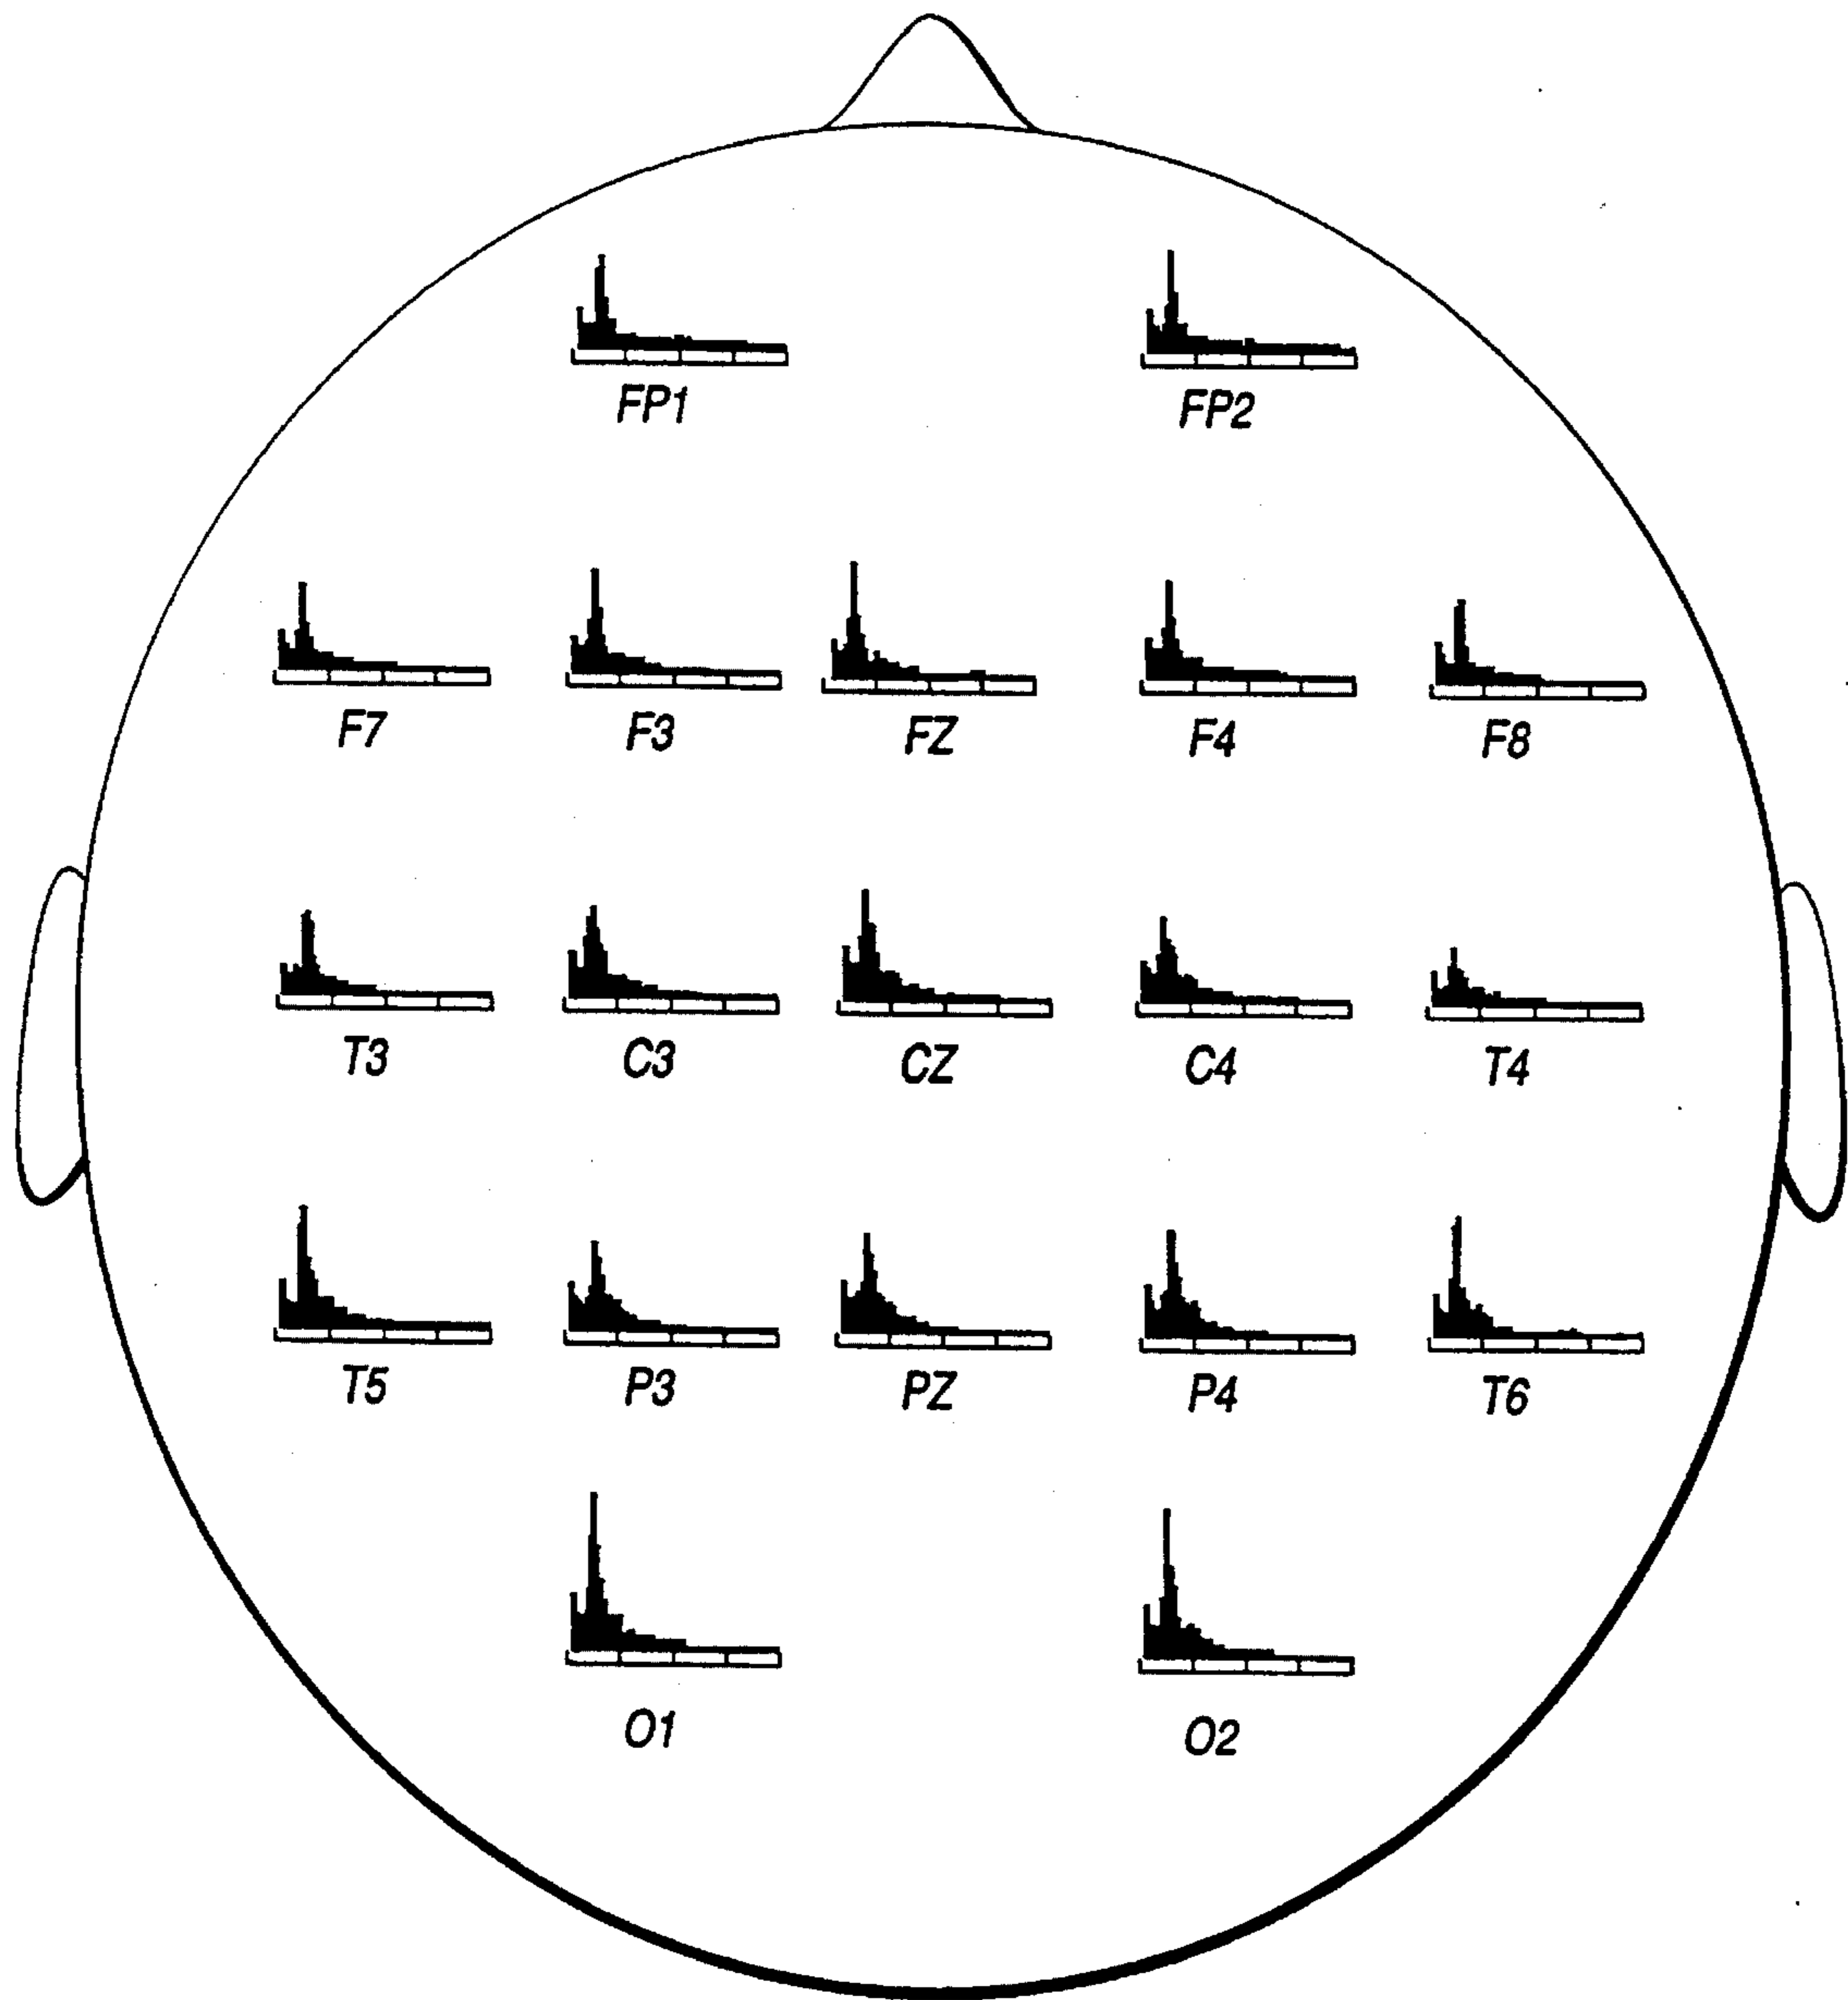 FP1 FP2
F7 F3 FZ F4 F8
T3 C3 CZ C4 T4
T5 P3 PZ P4 T6
O1 O2